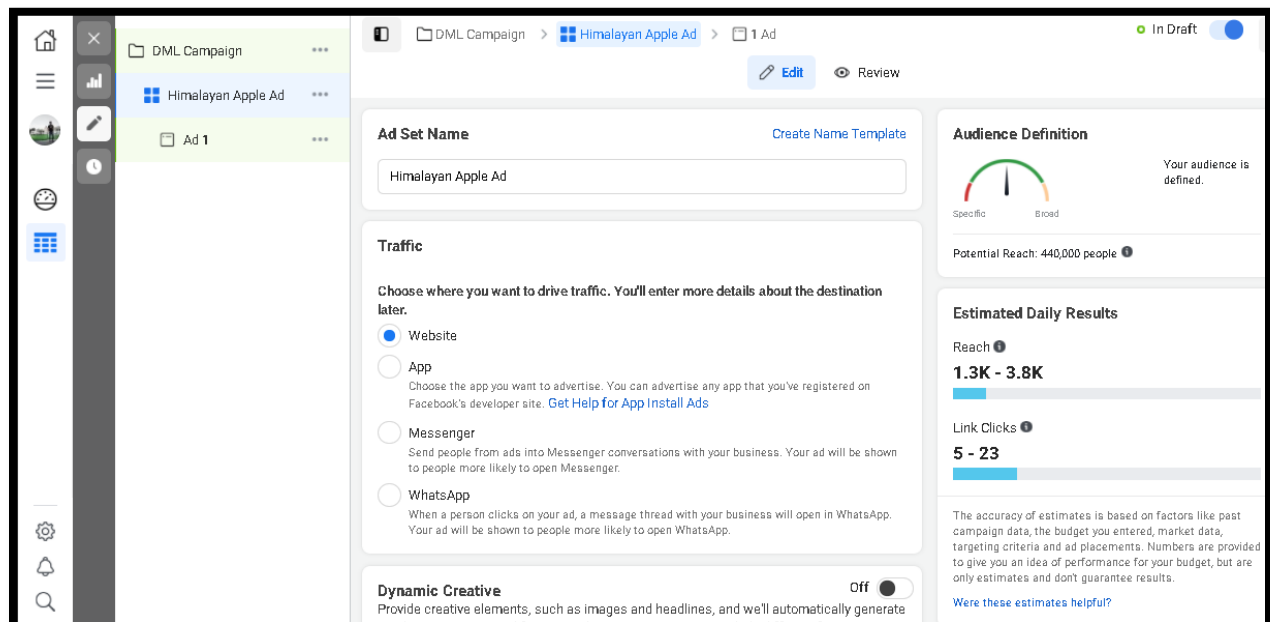 DML Campaign
Himalayan Apple Ad
Ad 1
DML Campaign > Himalayan Apple Ad > 1 Ad
In Draft
Edit
Review
Ad Set Name
Create Name Template
Himalayan Apple Ad
Traffic
Choose where you want to drive traffic. You'll enter more details about the destination
later.
Website
App
Choose the app you want to advertise. You can advertise any app that you've registered on
Facebook's developer site. Get Help for App Install Ads
Messenger
Send people from ads into Messenger conversations with your business. Your ad will be shown
to people more likely to open Messenger.
WhatsApp
When a person clicks on your ad, a message thread with your business will open in WhatsApp.
Your ad will be shown to people more likely to open WhatsApp.
Dynamic Creative
Off
Provide creative elements, such as images and headlines, and we'll automatically generate
Audience Definition
Your audience is
defined.
Specific
Broad
Potential Reach: 440,000 people
Estimated Daily Results
Reach
1.3K - 3.8K
Link Clicks
5 - 23
The accuracy of estimates is based on factors like past
campaign data, the budget you entered, market data,
targeting criteria and ad placements. Numbers are provided
to give you an idea of performance for your budget, but are
only estimates and don't guarantee results.
Were these estimates helpful?